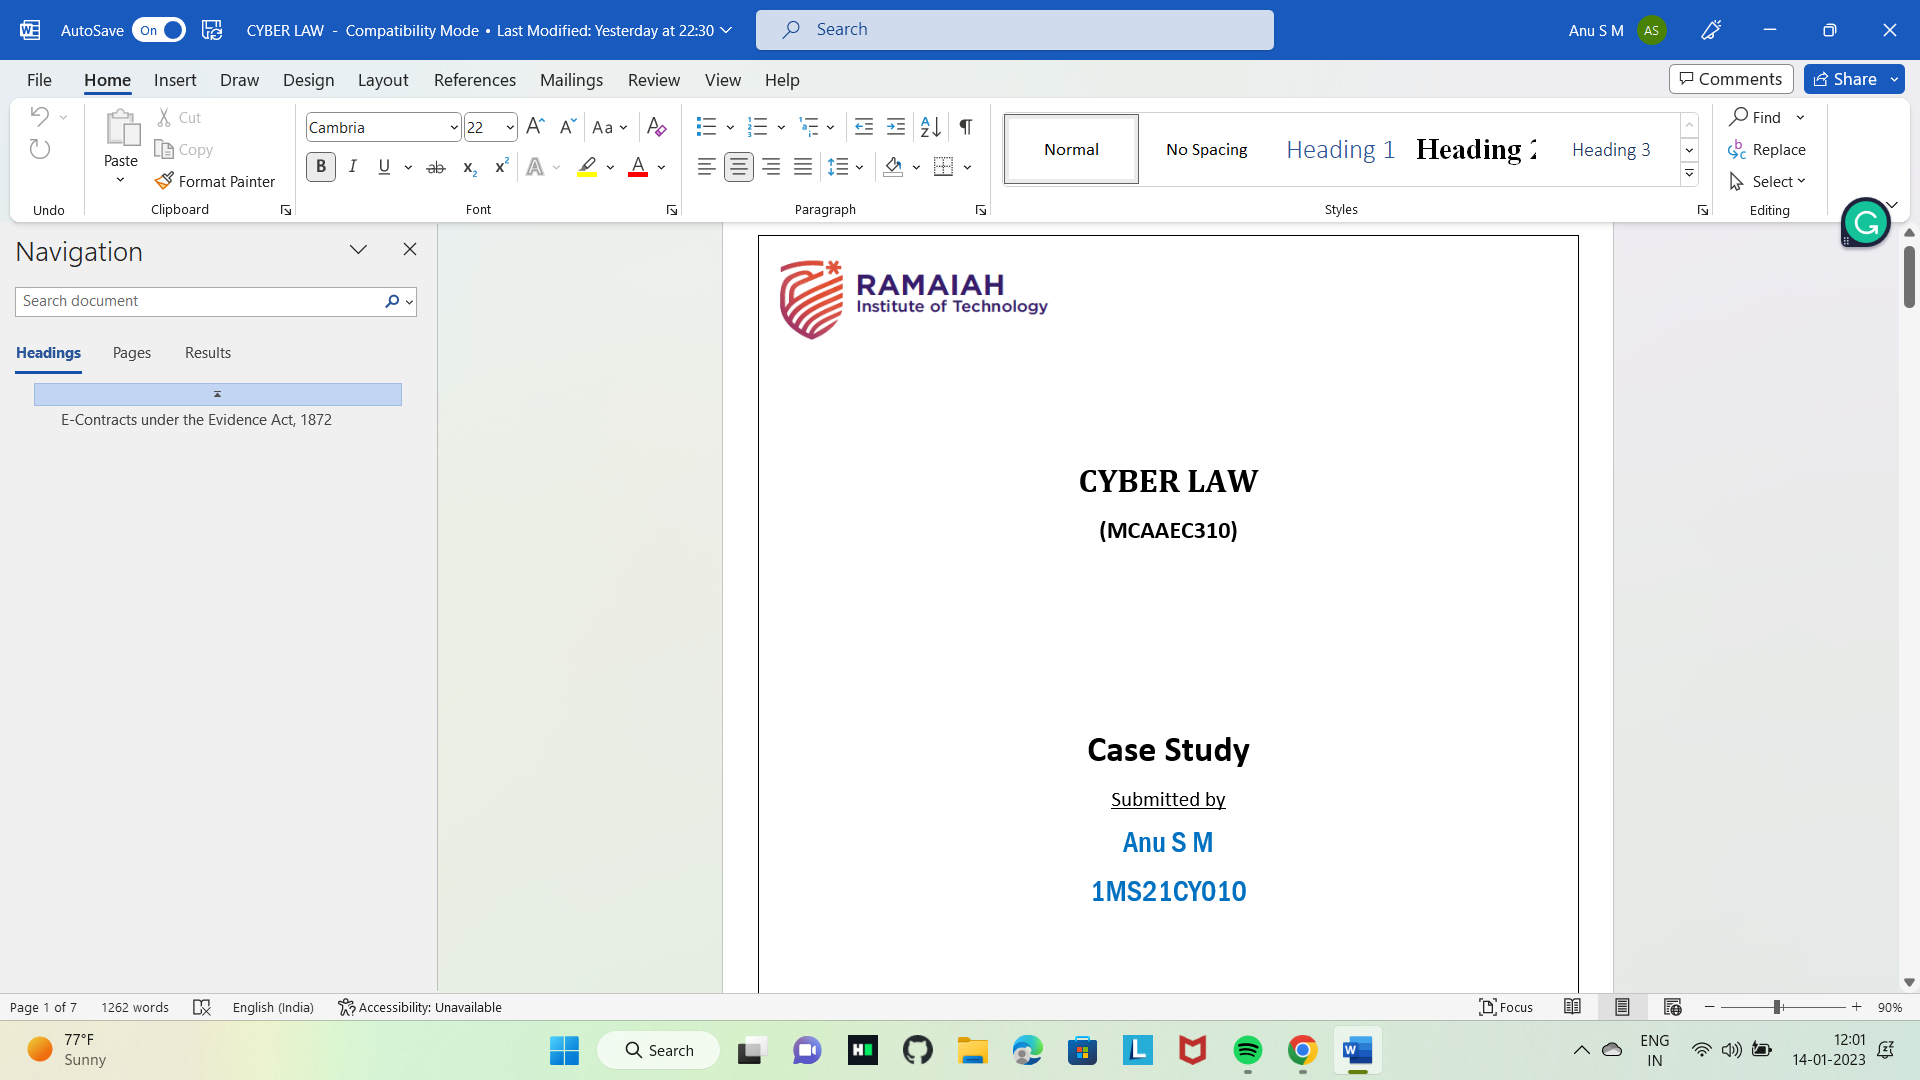 AutoSave On CYBER LAW - Compatibility Mode • Last Modified: Yesterday at 22:30 Search Anu S M AS
File Home Insert Draw Design Layout References Mailings Review View Help Comments Share
Undo
Paste
Cut
Copy
Format Painter
Clipboard
Cambria 22
Font
Paragraph
Normal No Spacing Heading 1 Heading 2 Heading 3
Styles
Find
Replace
Select
Editing
Navigation
Search document
Headings Pages Results
E-Contracts under the Evidence Act, 1872
RAMAIAH
Institute of Technology
CYBER LAW
(MCAAEC310)
Case Study
Submitted by
Anu S M
1MS21CY010
Page 1 of 7 1262 words English (India) Accessibility: Unavailable Focus 90%
77°F
Sunny
Search
ENG
IN
12:01
14-01-2023